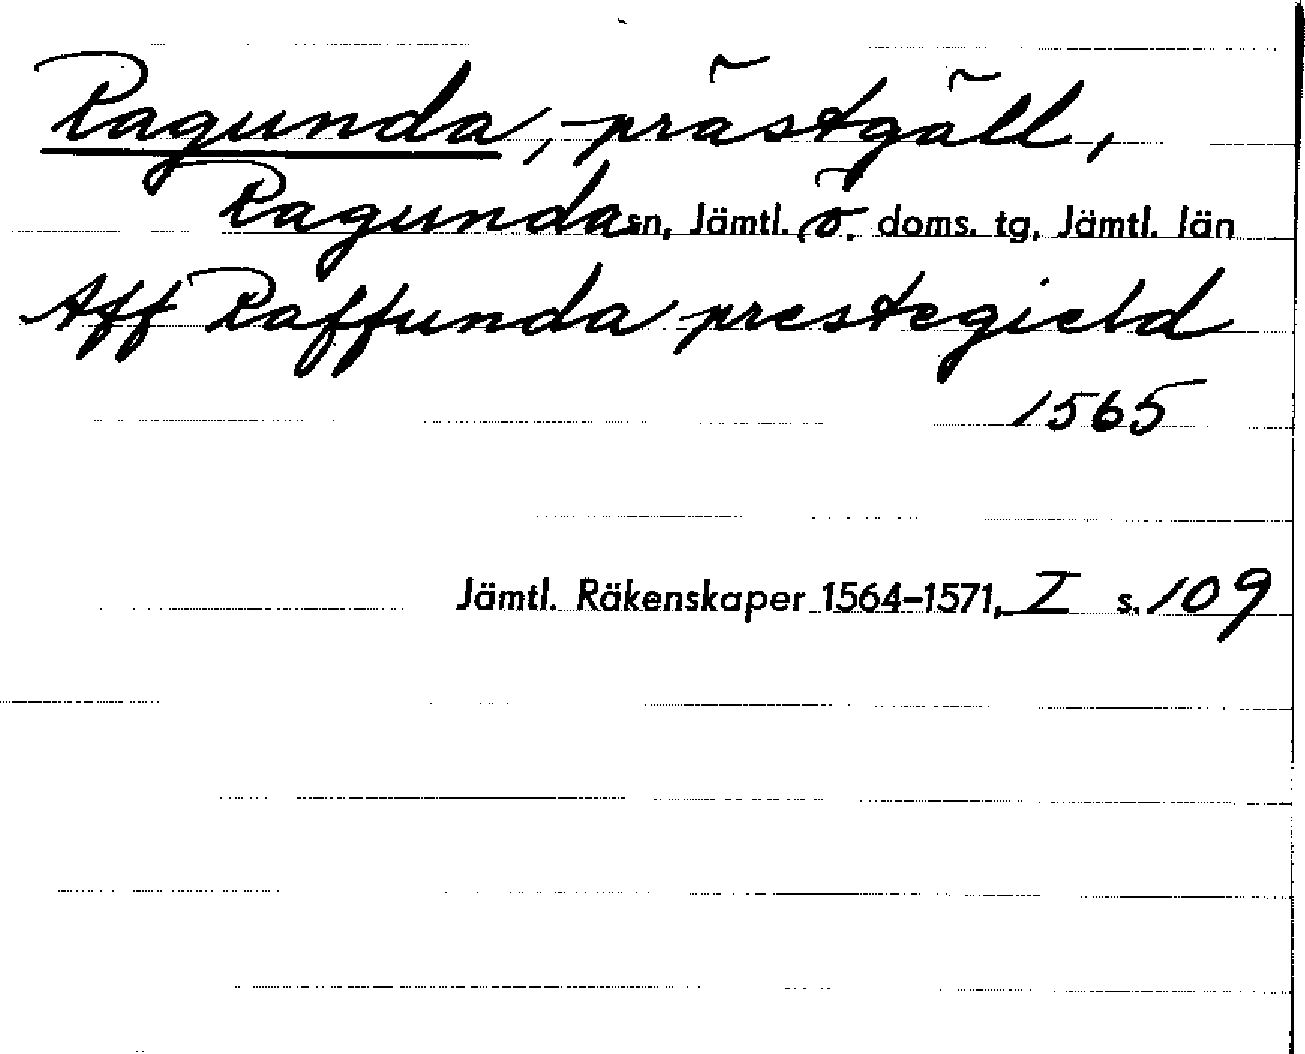 Ragunda, prästgäll,
Ragunda sn, Jämtl. ö. doms. tg, Jämtl. län
Aff Raffunda prestegield
1565
Jämtl. Räkenskaper 1564–1571, I s. 109